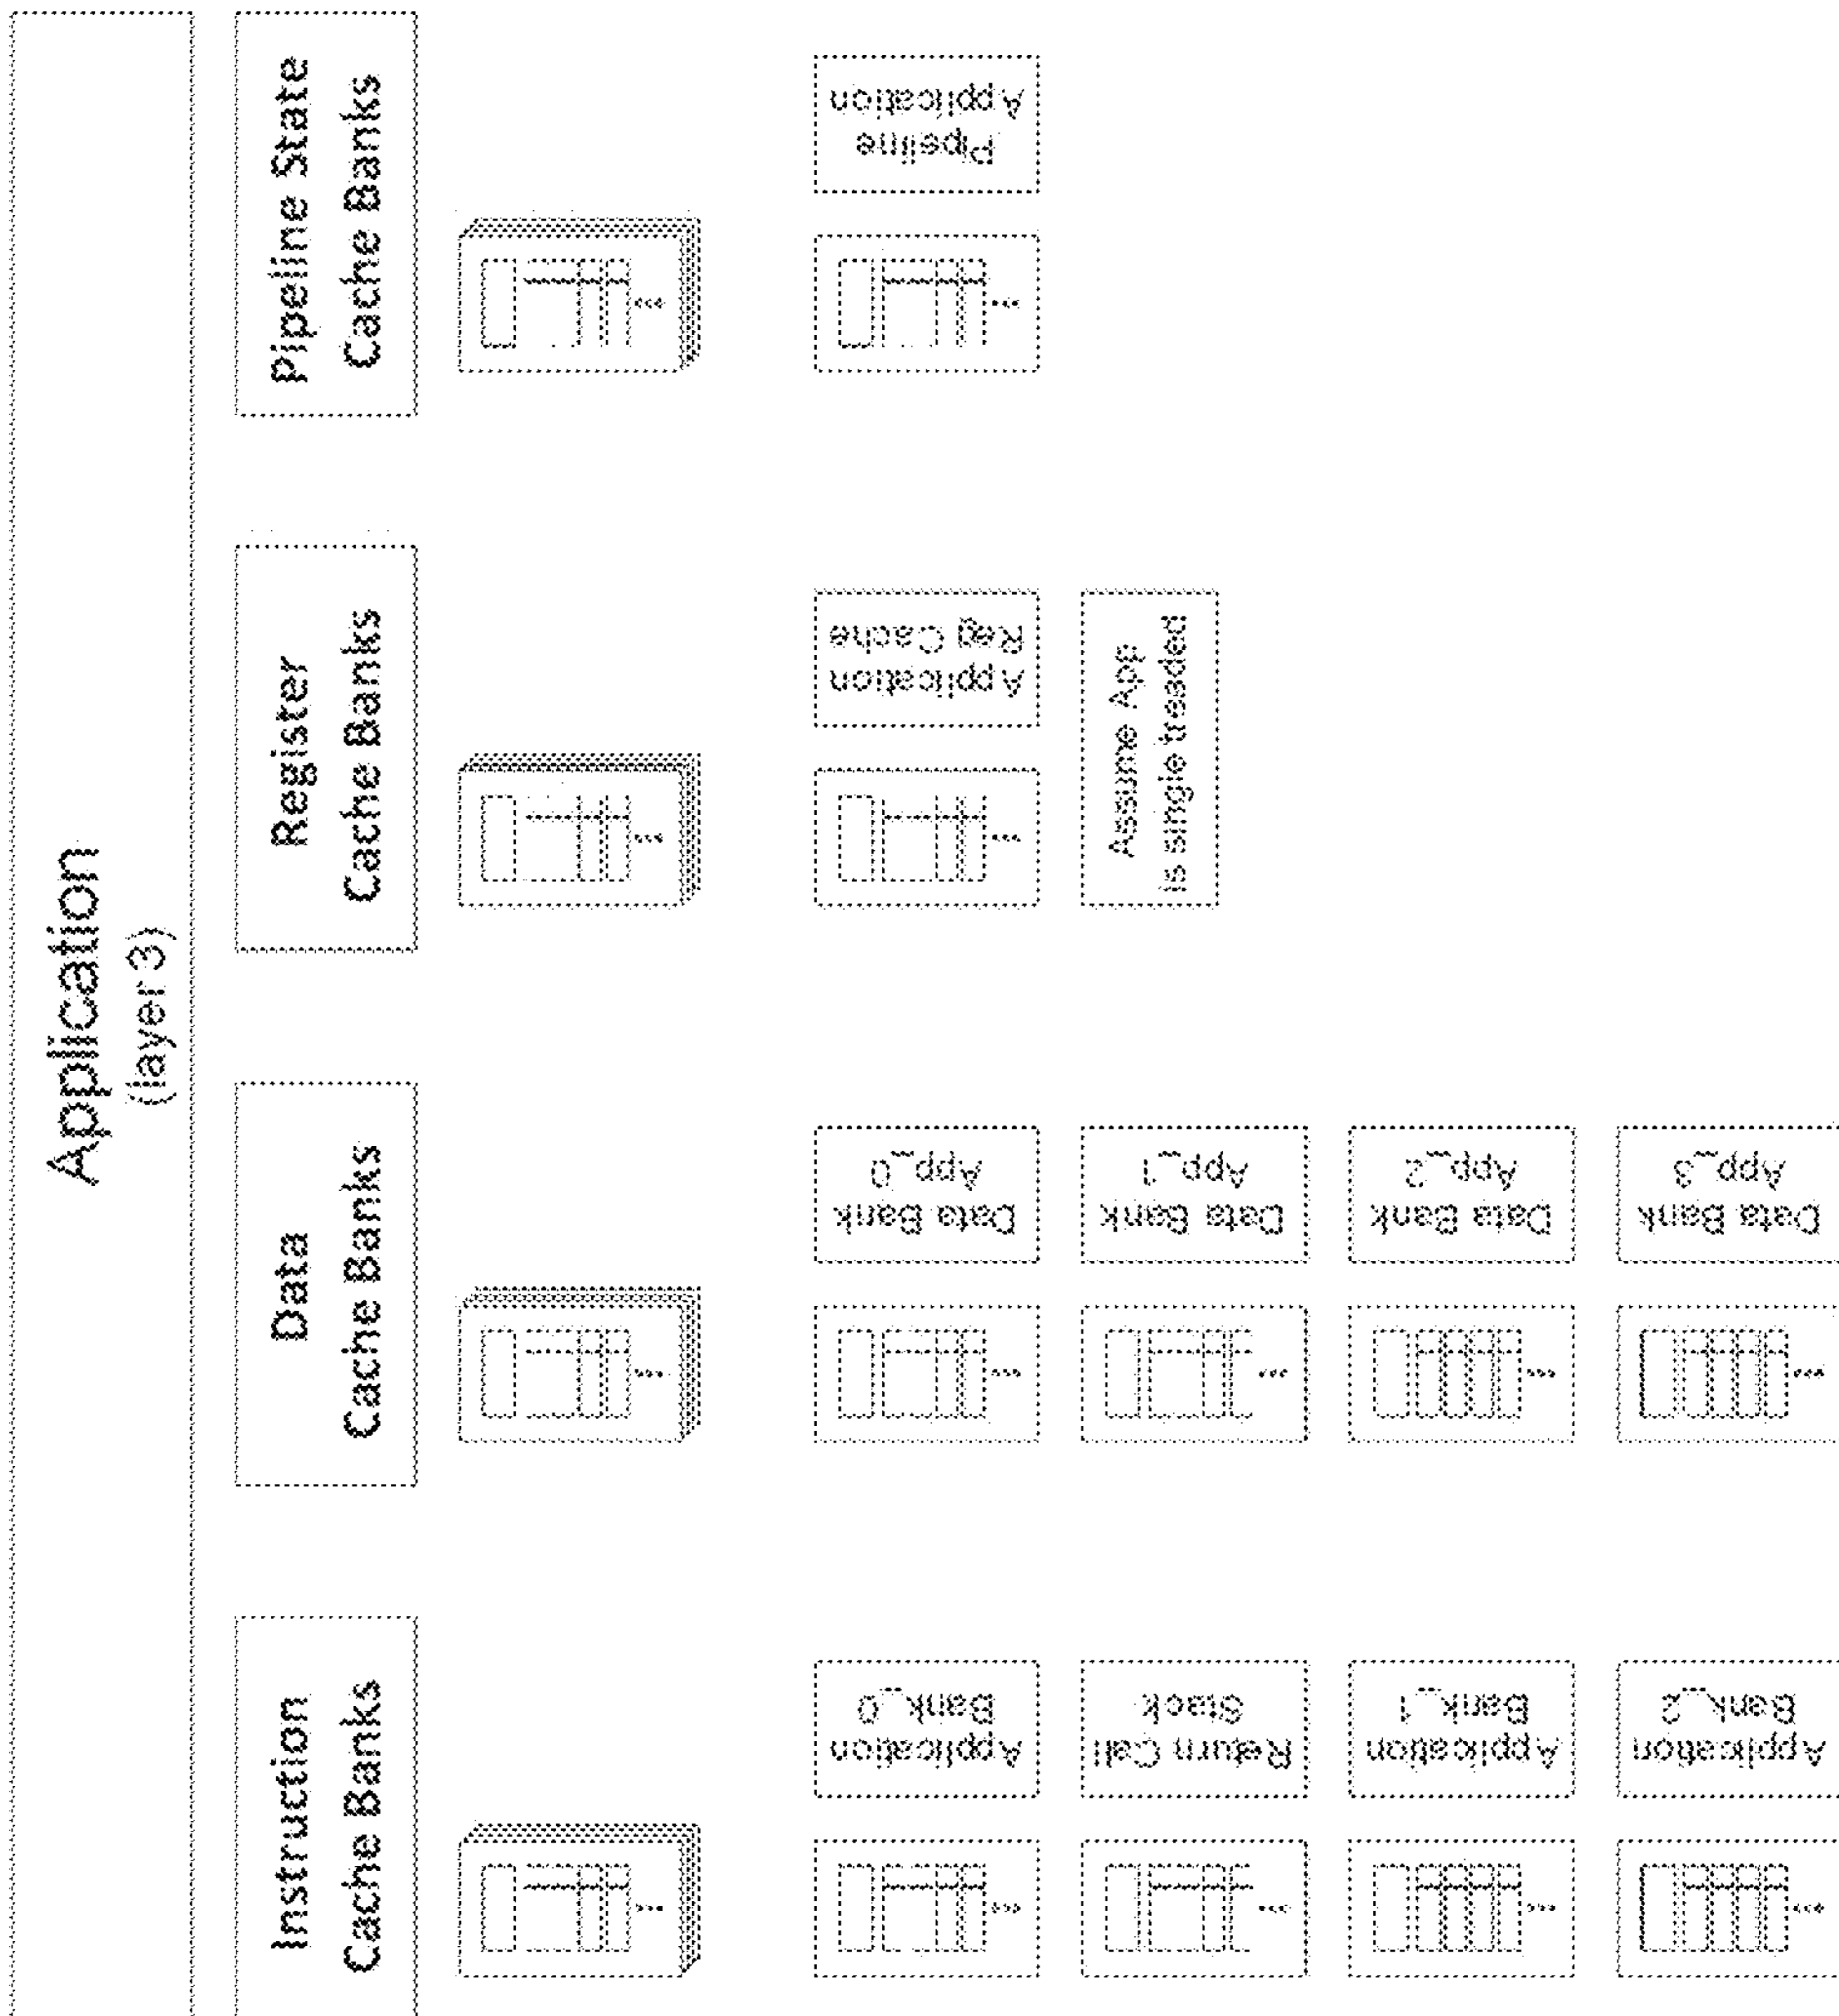 Application
(layer 3)
Instruction
Cache Banks
Data
Cache Banks
Register
Cache Banks
Pipeline State
Cache Banks
Application
Bank_0
Return Call
Stack
Application
Bank_1
Application
Bank_2
Data Bank
App_0
Data Bank
App_1
Data Bank
App_2
Data Bank
App_3
Application
Reg Cache
Assume App
is single treaded
Pipeline
Application